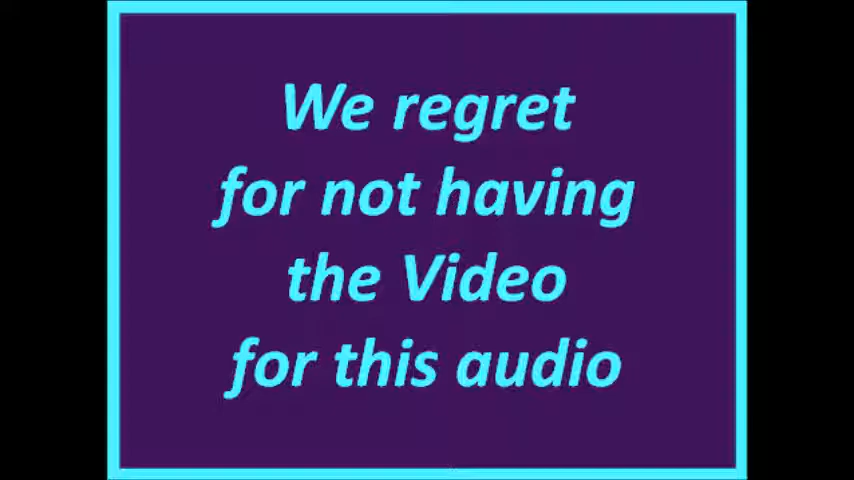 We regret
for not having
the Video
for this audio